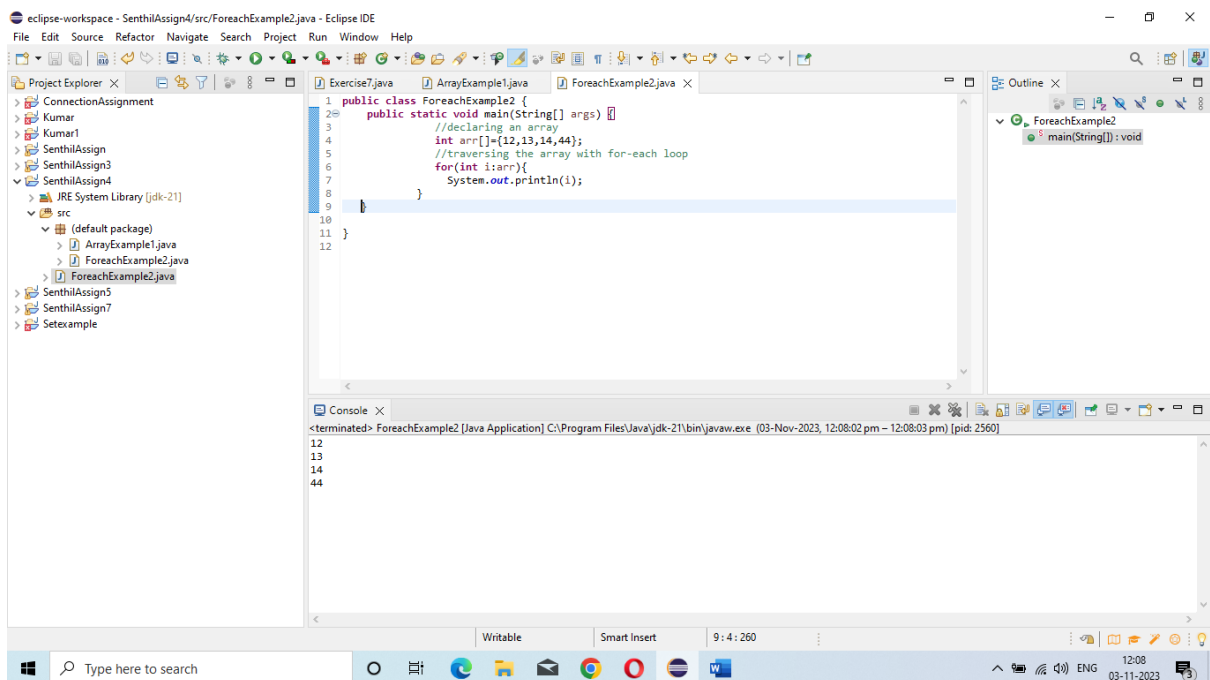 eclipse-workspace - SenthilAssign4/src/ForeachExample2.java - Eclipse IDE
File Edit Source Refactor Navigate Search Project Run Window Help
Project Explorer
ConnectionAssignment
Kumar
Kumar1
SenthilAssign
SenthilAssign3
SenthilAssign4
JRE System Library [jdk-21]
src
(default package)
ArrayExample1.java
ForeachExample2.java
ForeachExample2.java
SenthilAssign5
SenthilAssign7
Setexample
Exercise7.java ArrayExample1.java ForeachExample2.java
1 public class ForeachExample2 {
2 public static void main(String[] args) {
3 //declaring an array
4 int arr[]={12,13,14,44};
5 //traversing the array with for-each loop
6 for(int i:arr){
7 System.out.println(i);
8 }
9 }
10
11 }
12
Outline
ForeachExample2
main(String[]) : void
Console
<terminated> ForeachExample2 [Java Application] C:\Program Files\Java\jdk-21\bin\javaw.exe (03-Nov-2023, 12:08:02 pm – 12:08:03 pm) [pid: 2560]
12
13
14
44
Writable Smart Insert 9 : 4 : 260
Type here to search
ENG
12:08
03-11-2023
3